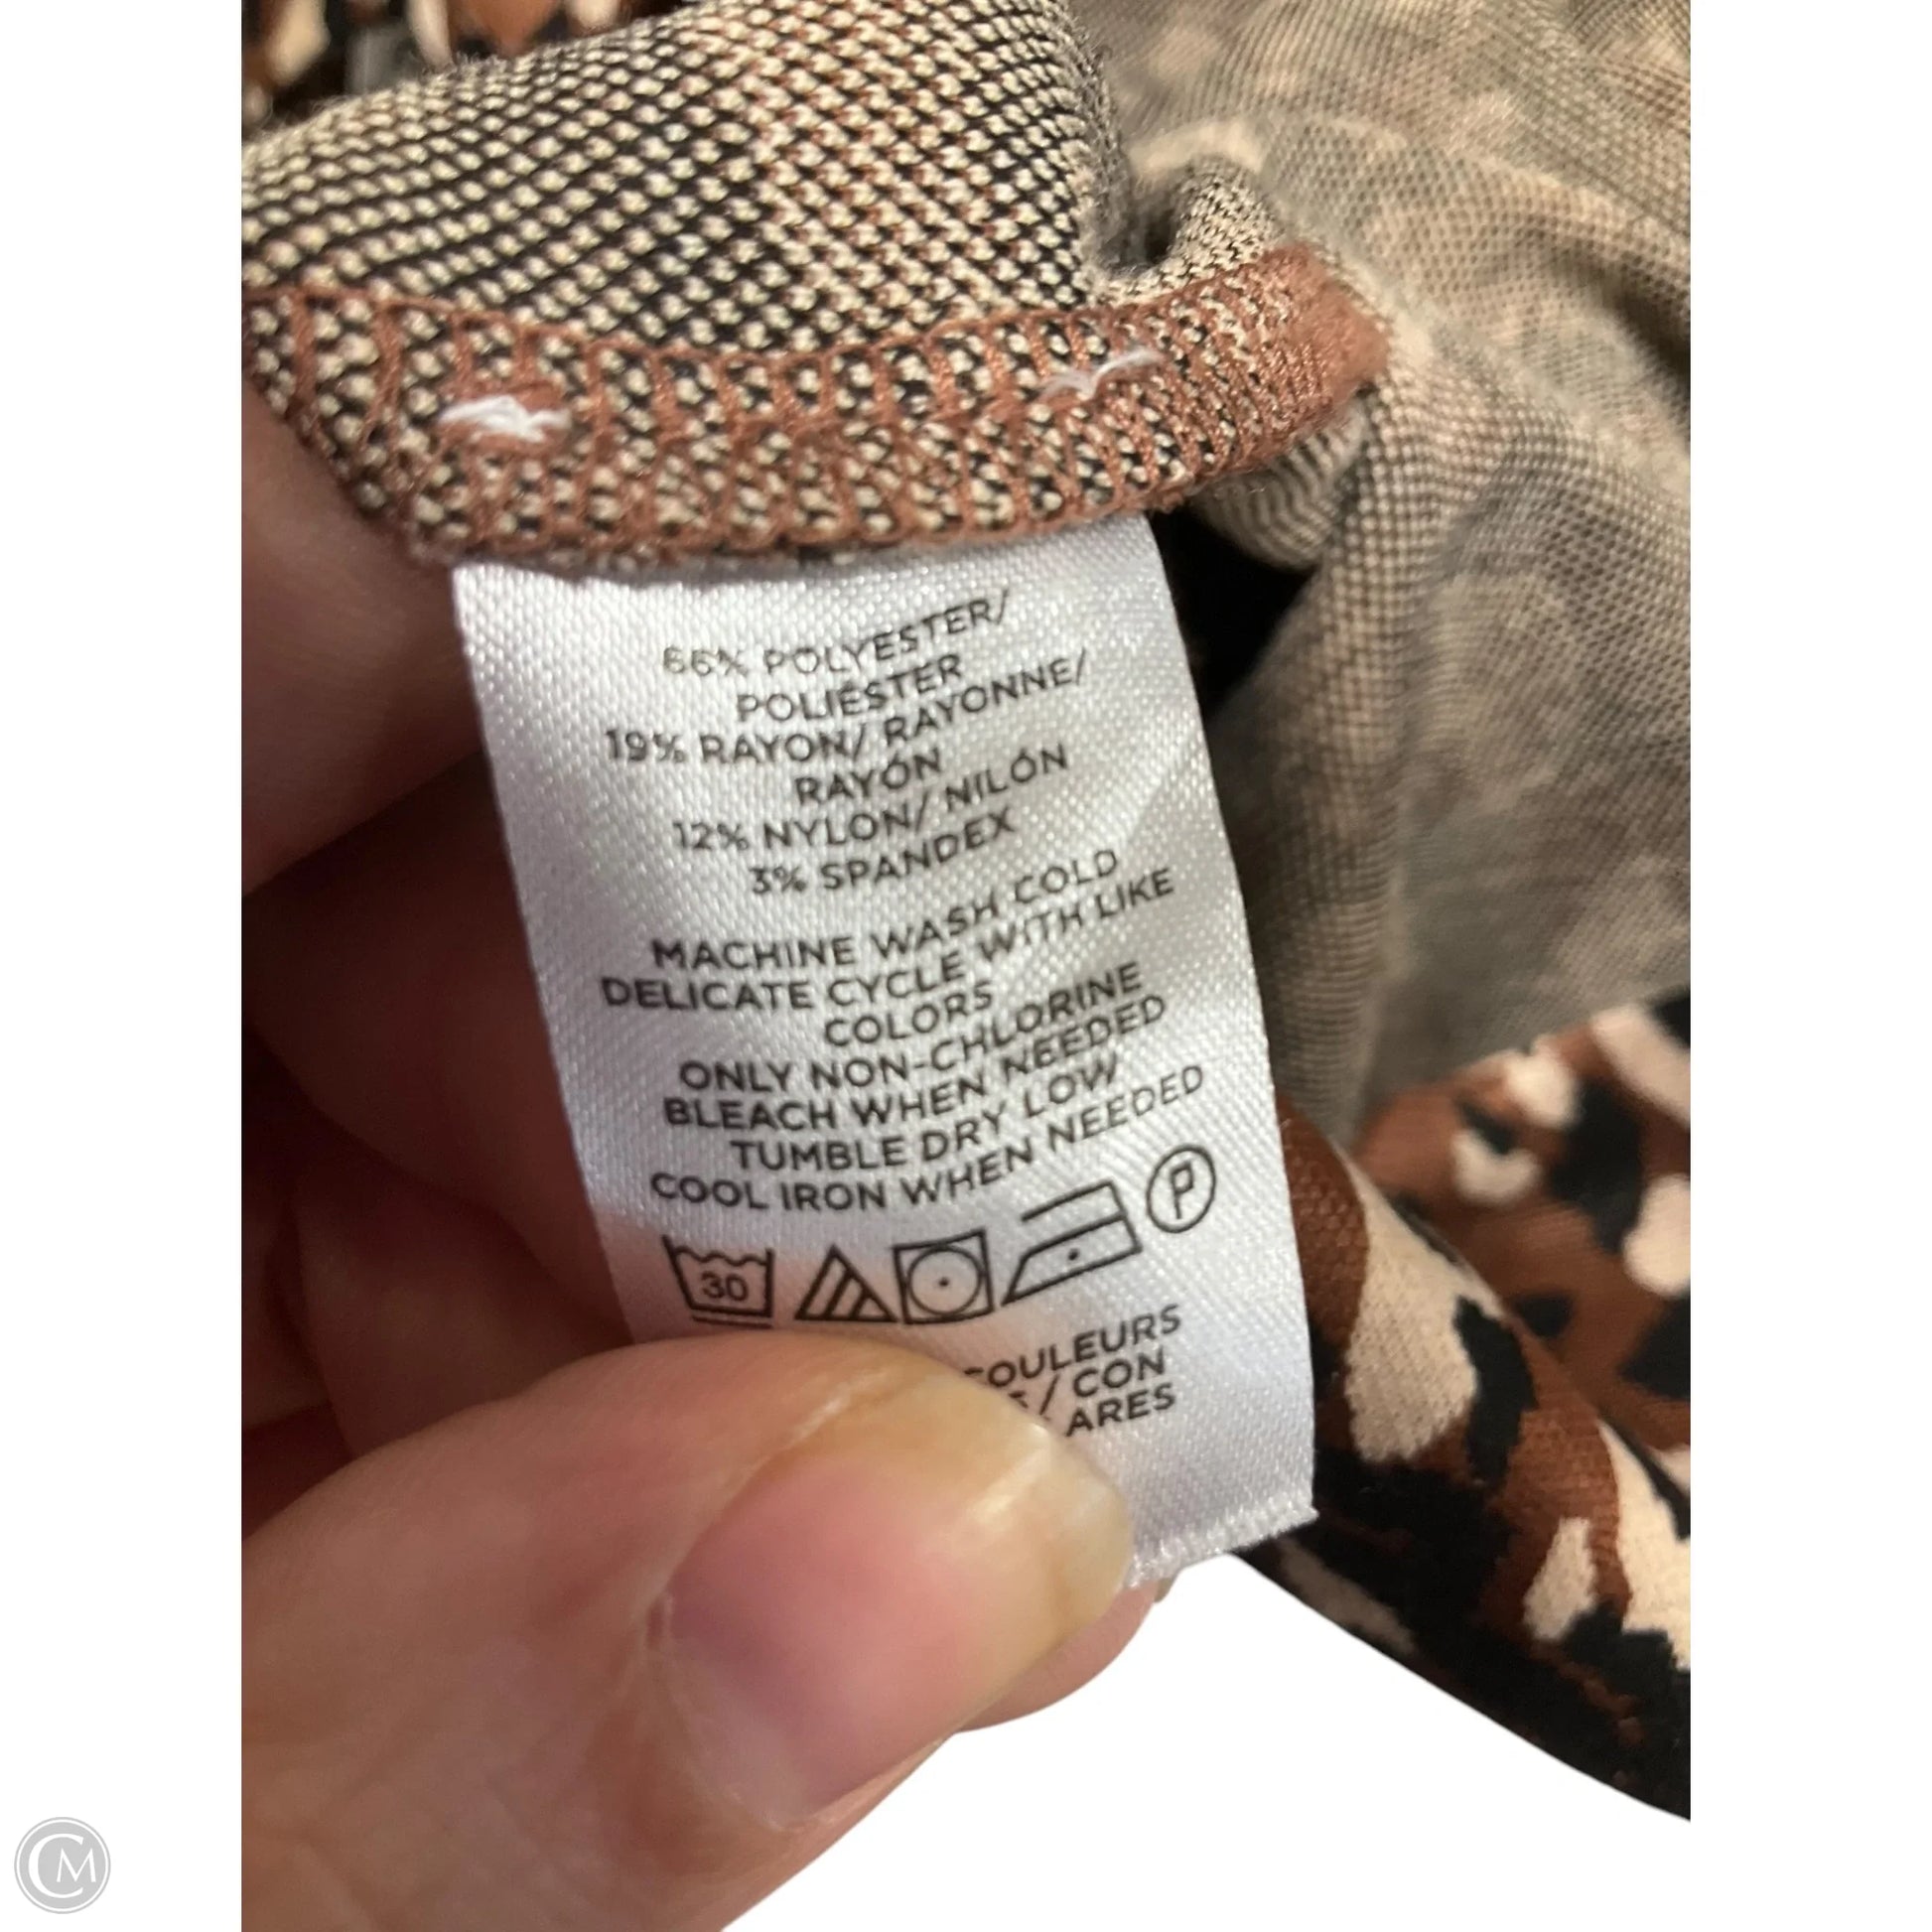 66% POLYESTER/
POLIÉSTER
19% RAYON/ RAYONNE/
RAYÓN
12% NYLON/ NILÓN
3% SPANDEX
MACHINE WASH COLD
DELICATE CYCLE WITH LIKE
COLORS
ONLY NON-CHLORINE
BLEACH WHEN NEEDED
TUMBLE DRY LOW
COOL IRON WHEN NEEDED
30 P
COULEURS
/ CON
ARES
CM